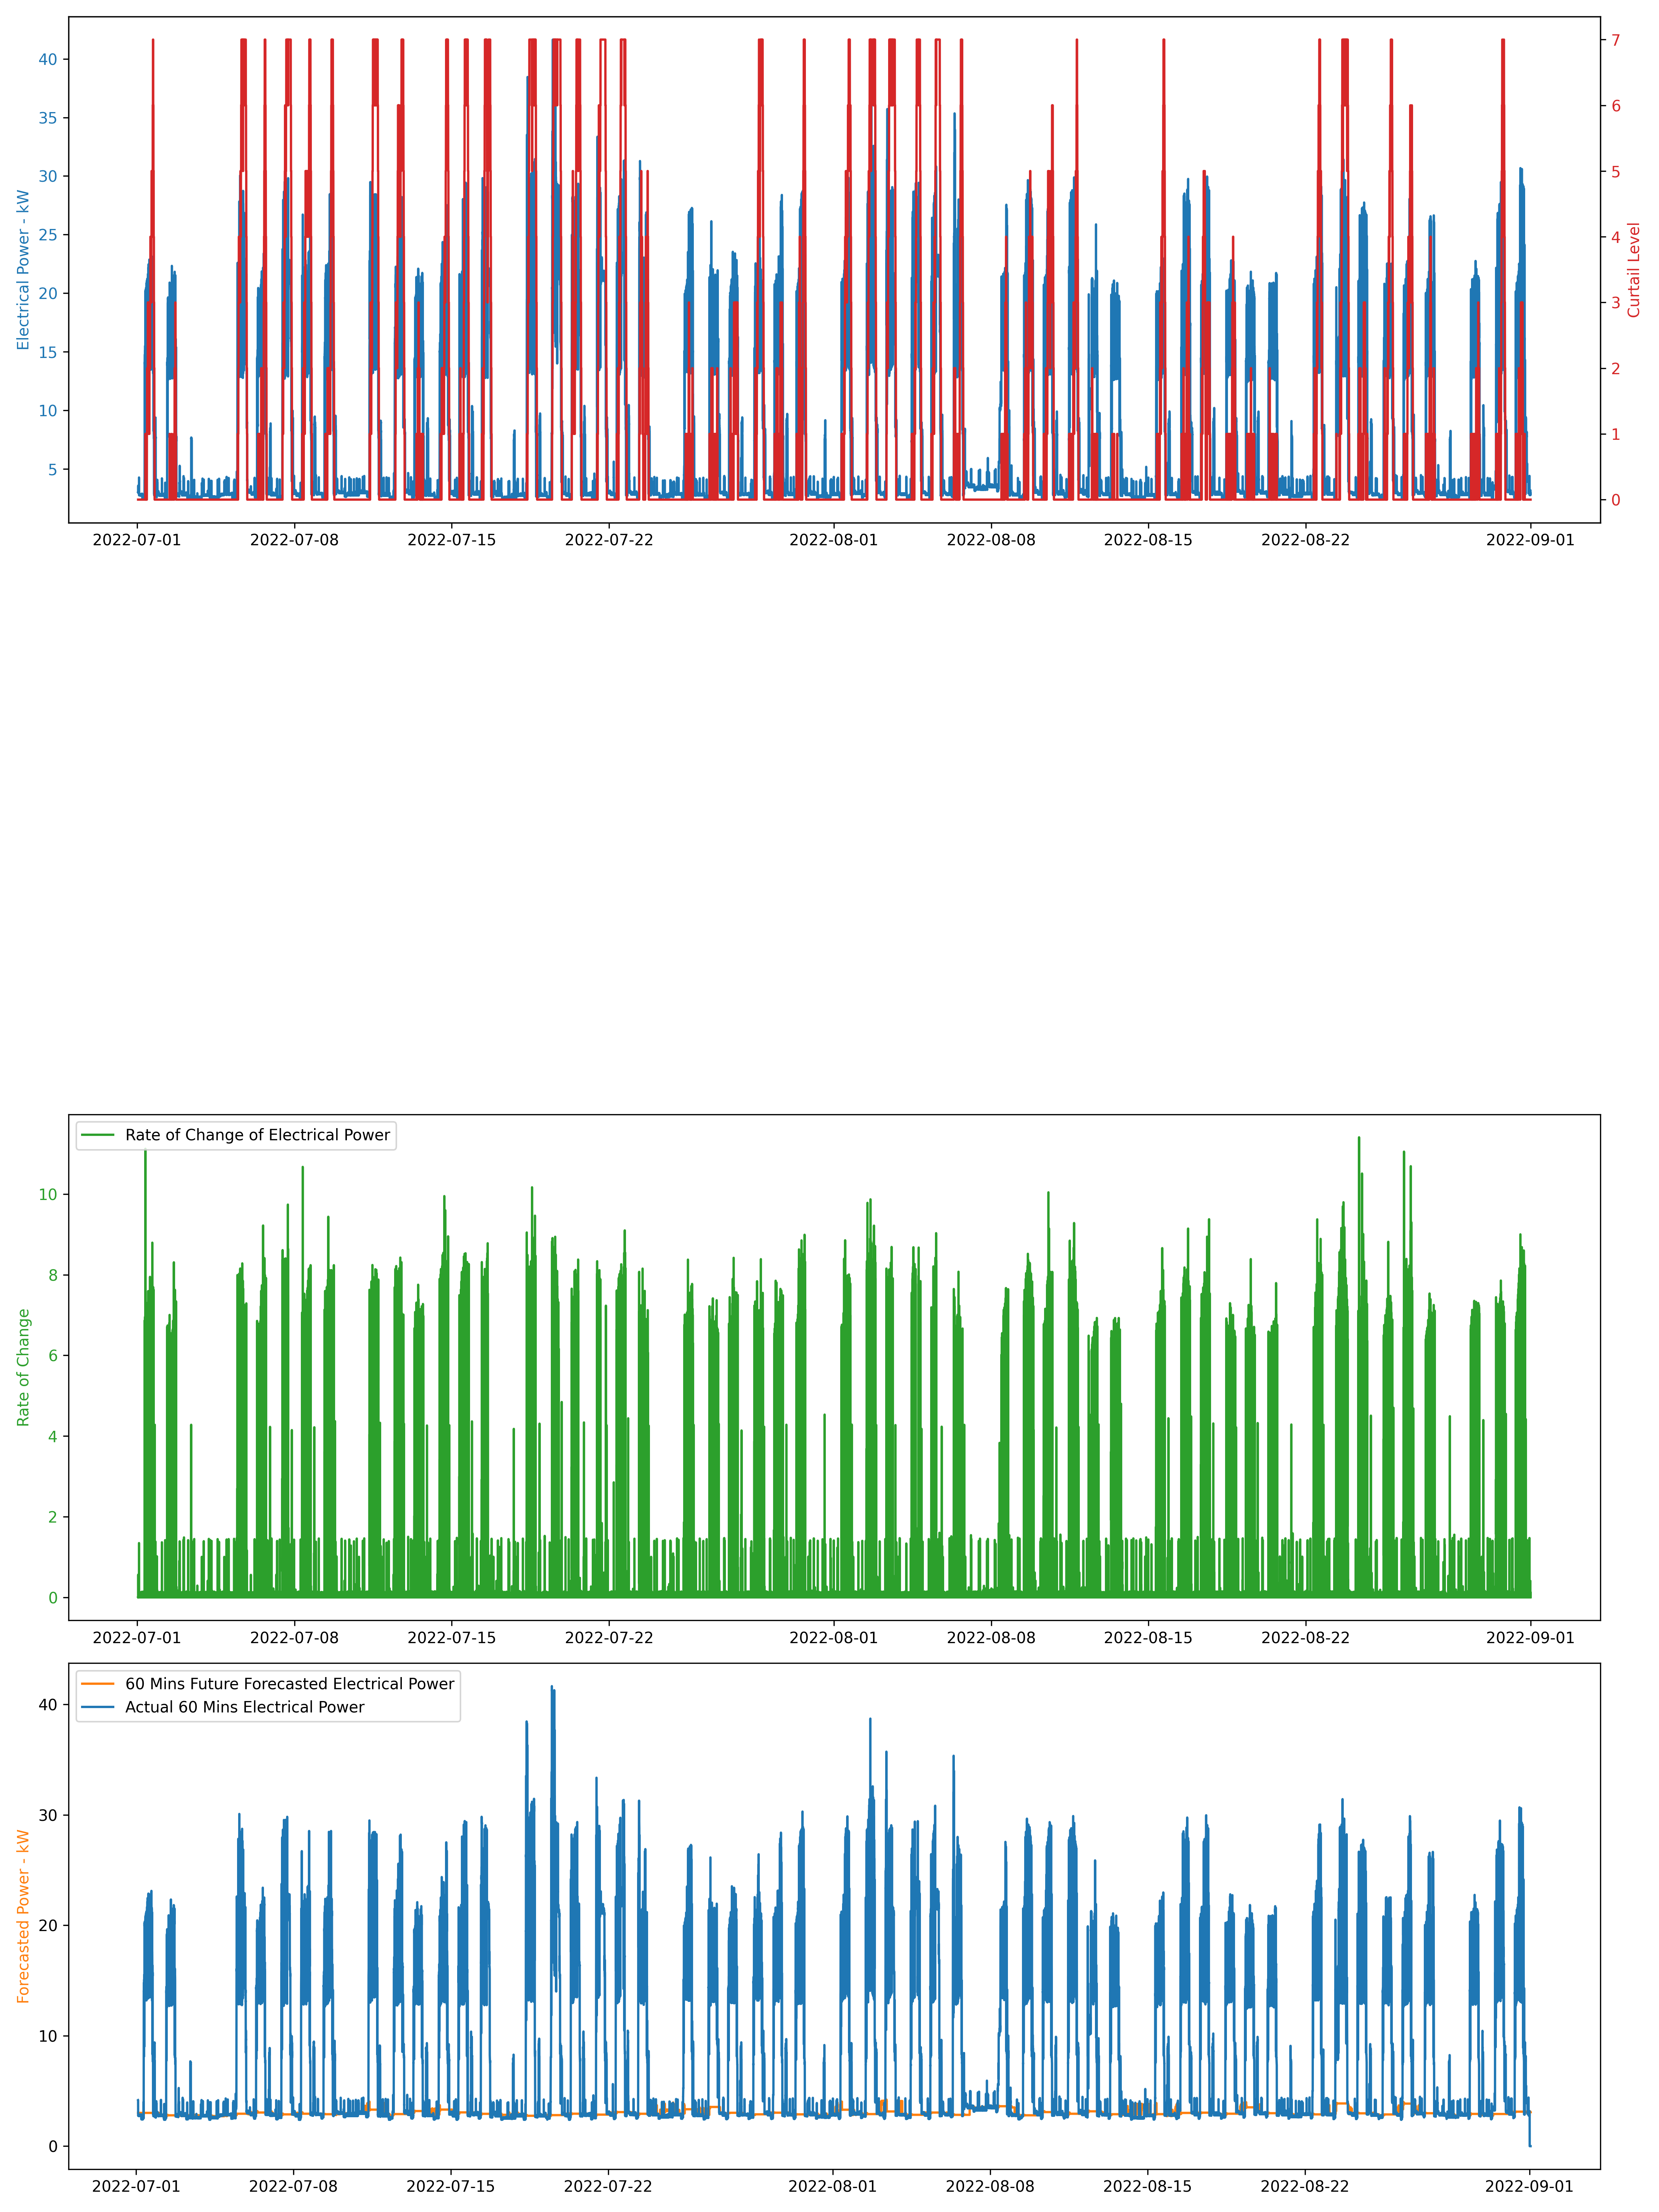 40
35
30
25
20
15
10
5
Electrical Power - kW
7
6
5
4
3
2
1
0
Curtail Level
2022-07-01 2022-07-08 2022-07-15 2022-07-22 2022-08-01 2022-08-08 2022-08-15 2022-08-22 2022-09-01
Rate of Change of Electrical Power
10
8
6
4
2
0
Rate of Change
2022-07-01 2022-07-08 2022-07-15 2022-07-22 2022-08-01 2022-08-08 2022-08-15 2022-08-22 2022-09-01
60 Mins Future Forecasted Electrical Power
Actual 60 Mins Electrical Power
40
30
20
10
0
Forecasted Power - kW
2022-07-01 2022-07-08 2022-07-15 2022-07-22 2022-08-01 2022-08-08 2022-08-15 2022-08-22 2022-09-01